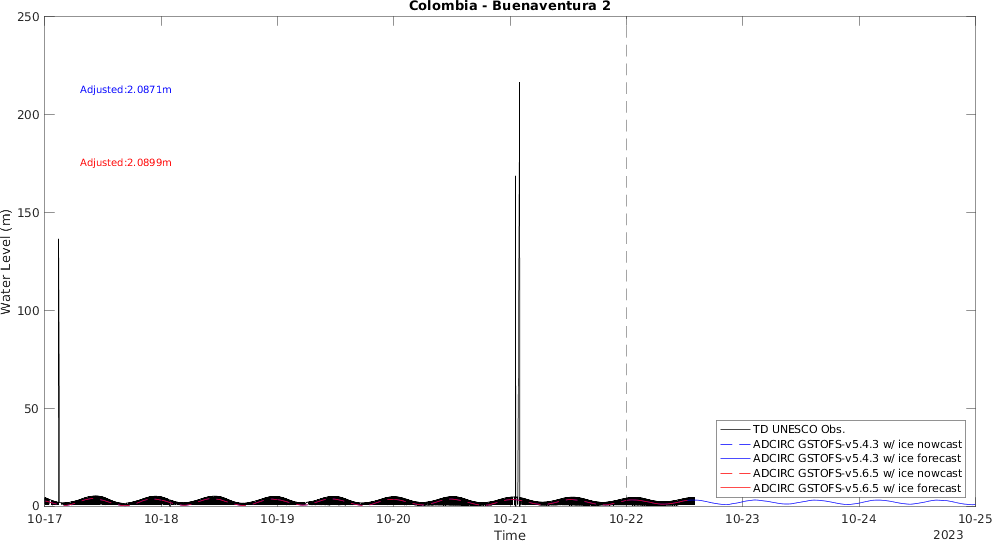 Colombia - Buenaventura 2
250
200
150
100
50
0
Water Level (m)
Adjusted:2.0871m
Adjusted:2.0899m
TD UNESCO Obs.
ADCIRC GSTOFS-v5.4.3 w/ ice nowcast
ADCIRC GSTOFS-v5.4.3 w/ ice forecast
ADCIRC GSTOFS-v5.6.5 w/ ice nowcast
ADCIRC GSTOFS-v5.6.5 w/ ice forecast
10-17 10-18 10-19 10-20 10-21 10-22 10-23 10-24 10-25
Time
2023